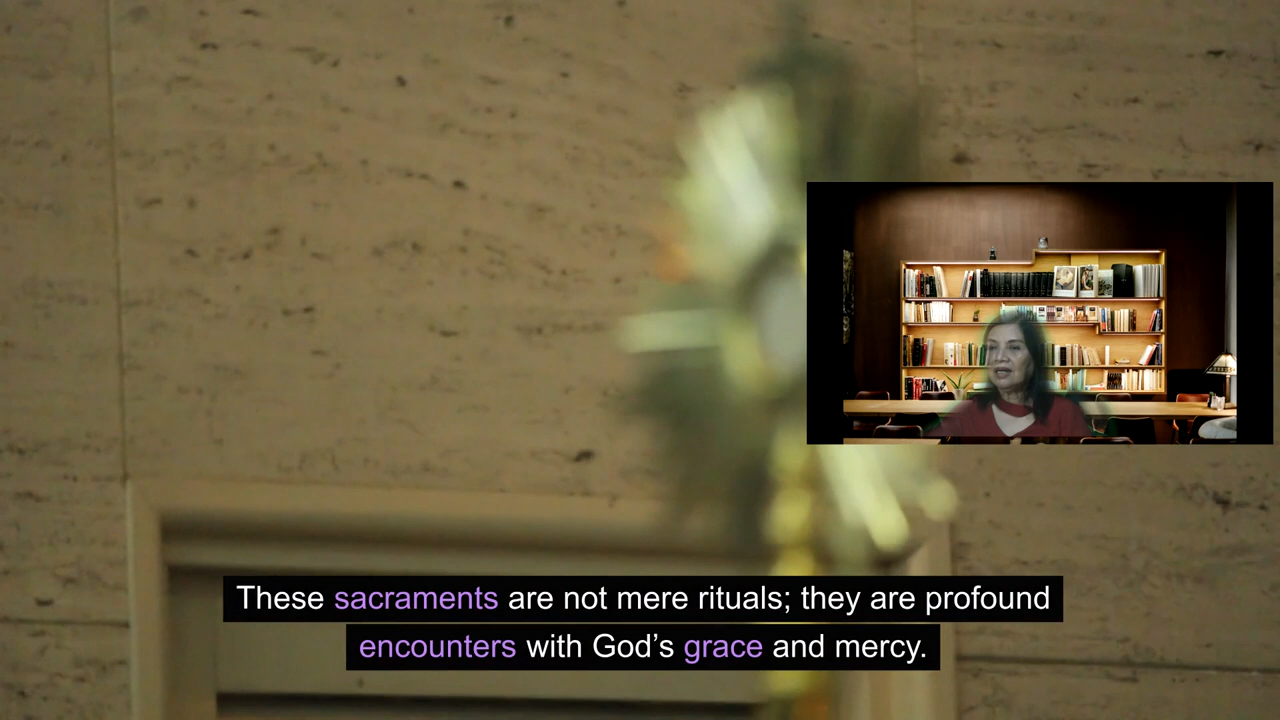 These sacraments are not mere rituals; they are profound
encounters with God’s grace and mercy.